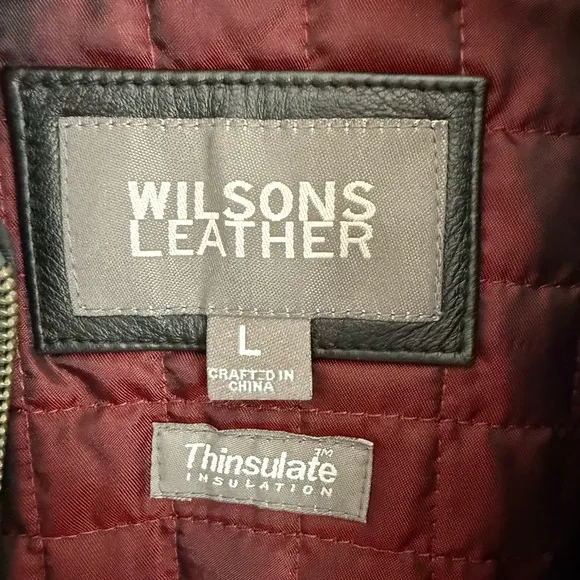 WILSONS
LEATHER
L
CRAFTED IN
CHINA
Thinsulate™
INSULATION